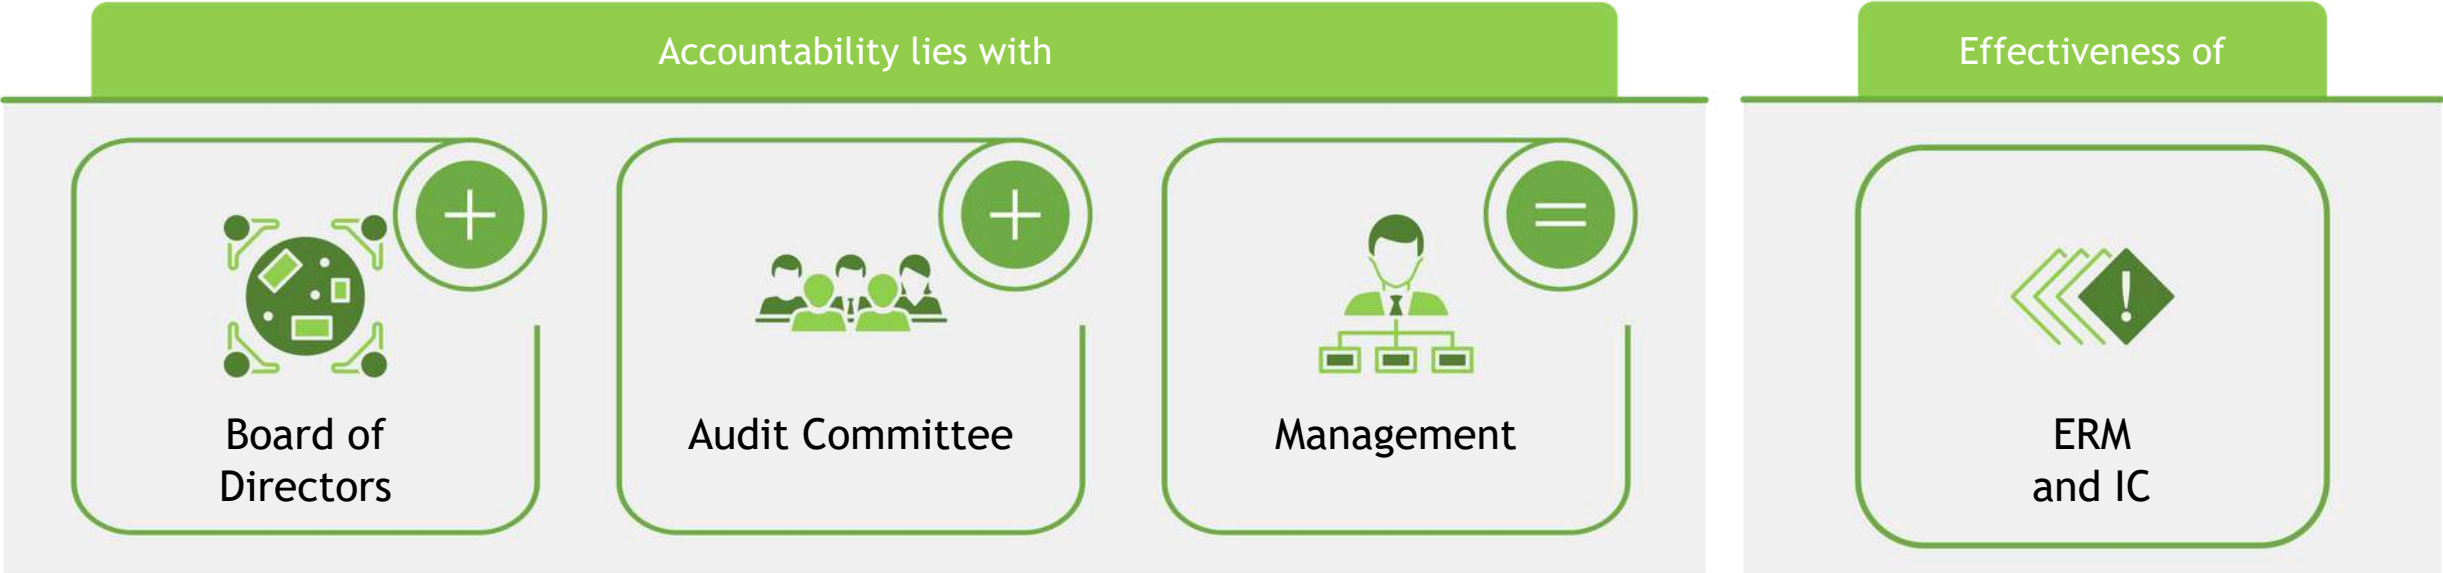 Accountability lies with
Effectiveness of
Board of
Directors
Audit Committee
Management
ERM
and IC